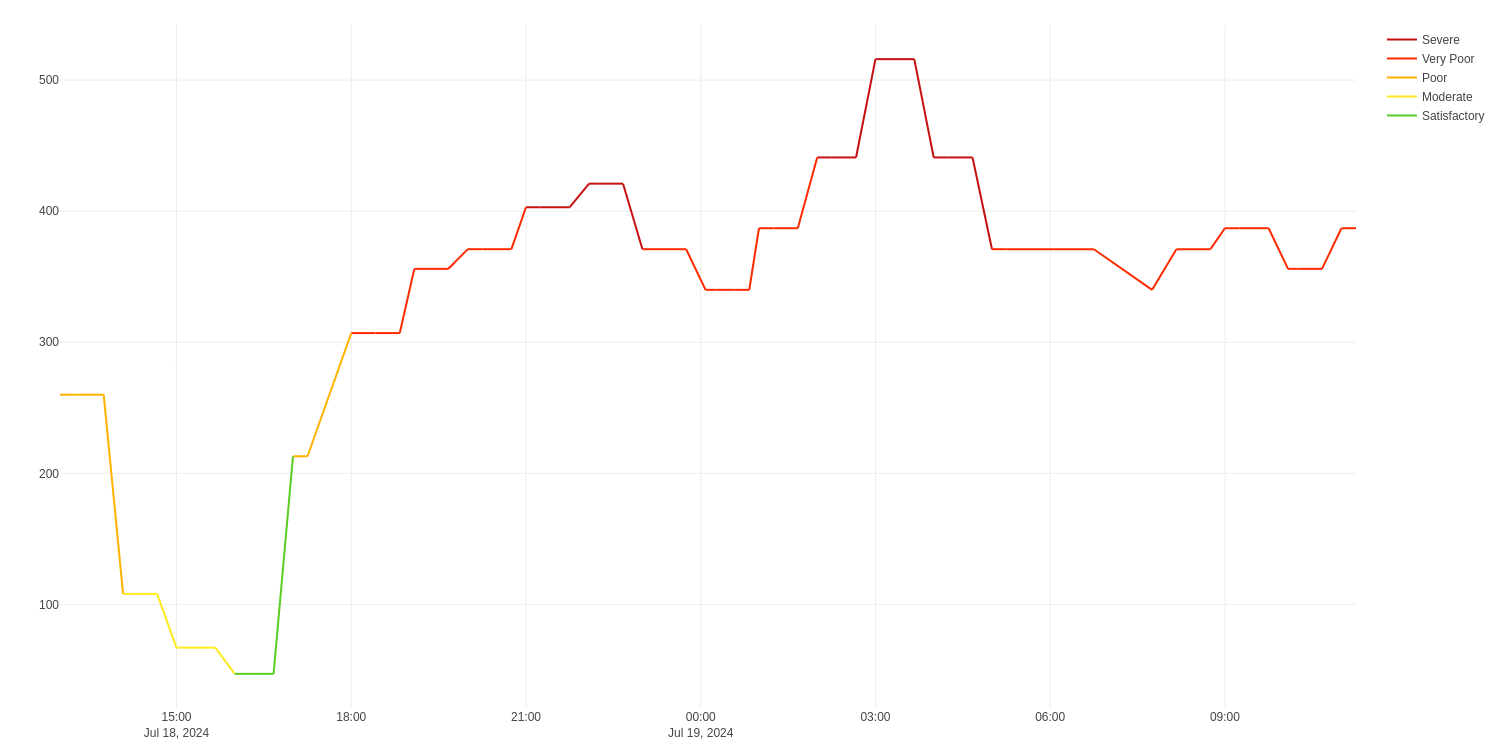 500
400
300
200
100
15:00
Jul 18, 2024
18:00
21:00
00:00
Jul 19, 2024
03:00
06:00
09:00
Severe
Very Poor
Poor
Moderate
Satisfactory